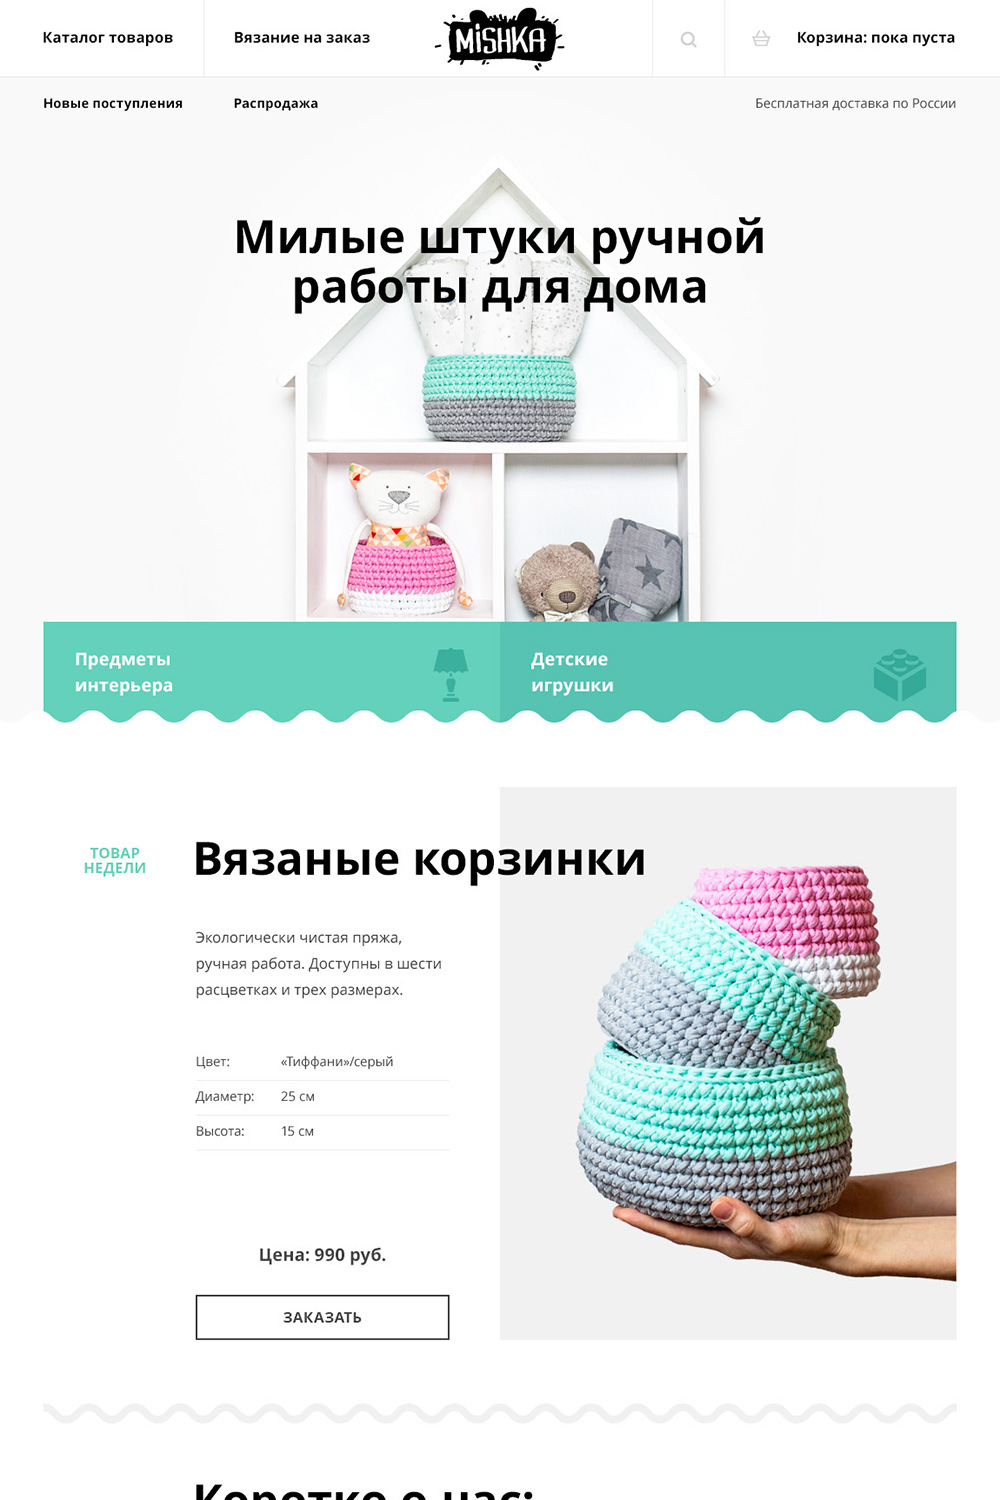 Каталог товаров
Вязание на заказ
MiSHKA
Корзина: пока пуста
Новые поступления
Распродажа
Бесплатная доставка по России
Милые штуки ручной
работы для дома
Предметы
интерьера
Детские
игрушки
ТОВАР
НЕДЕЛИ
Вязаные корзинки
Экологически чистая пряжа,
ручная работа. Доступны в шести
расцветках и трех размерах.
Цвет: «Тиффани»/серый
Диаметр: 25 см
Высота: 15 см
Цена: 990 руб.
ЗАКАЗАТЬ
Коротко о нас: